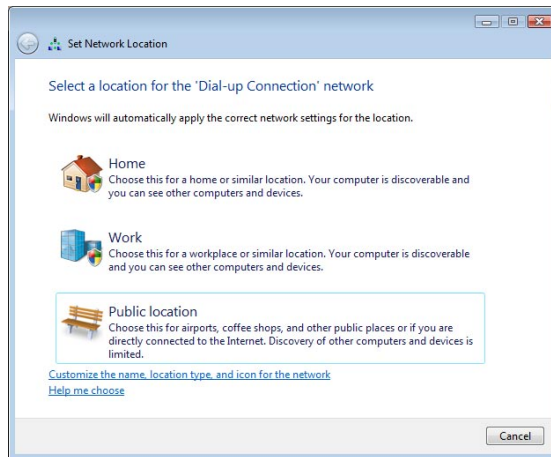 Set Network Location
Select a location for the 'Dial-up Connection' network
Windows will automatically apply the correct network settings for the location.
Home
Choose this for a home or similar location. Your computer is discoverable and
you can see other computers and devices.
Work
Choose this for a workplace or similar location. Your computer is discoverable
and you can see other computers and devices.
Public location
Choose this for airports, coffee shops, and other public places or if you are
directly connected to the Internet. Discovery of other computers and devices is
limited.
Customize the name, location type, and icon for the network
Help me choose
Cancel